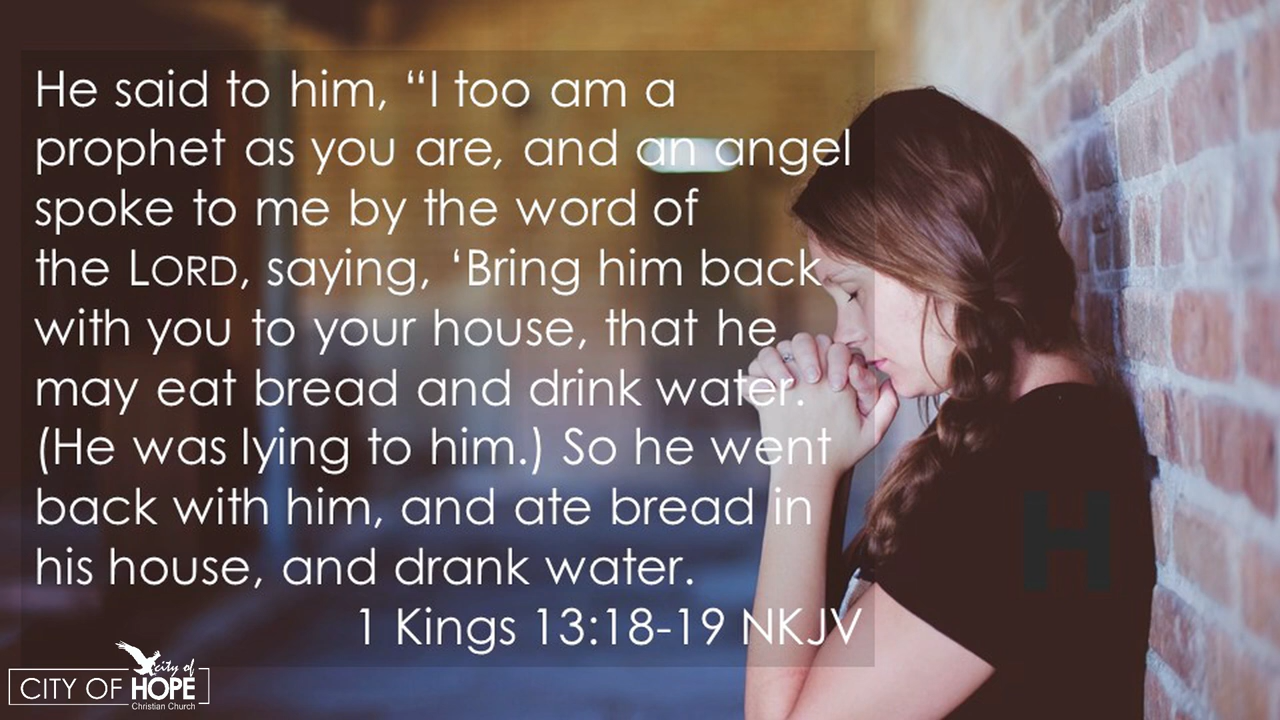 He said to him, “I too am a
prophet as you are, and an angel
spoke to me by the word of
the LORD, saying, ‘Bring him back
with you to your house, that he
may eat bread and drink water.
(He was lying to him.) So he went
back with him, and ate bread in
his house, and drank water.
1 Kings 13:18-19 NKJV
H
city of
CITY OF HOPE
Christian Church